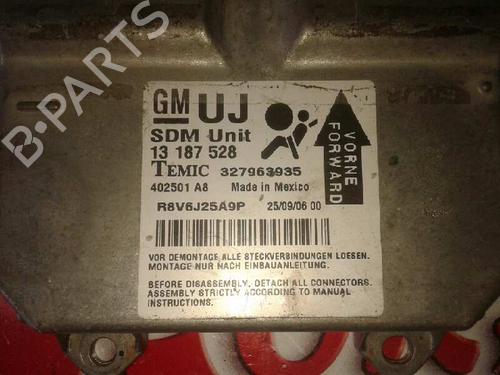 B-PARTS
GM UJ
SDM Unit
13 187 528
TEMIC 327963935
402501 A8 Made in Mexico
R8V6J25A9P 25/09/06 00
VORNE
FORWARD
VOR DEMONTAGE ALLE STECKVERBINDUNGEN LOESEN.
MONTAGE NUR NACH EINBAUANLEITUNG.
BEFORE DISASSEMBLY, DETACH ALL CONNECTORS.
ASSEMBLY STRICTLY ACCORDING TO MANUAL
INSTRUCTIONS.